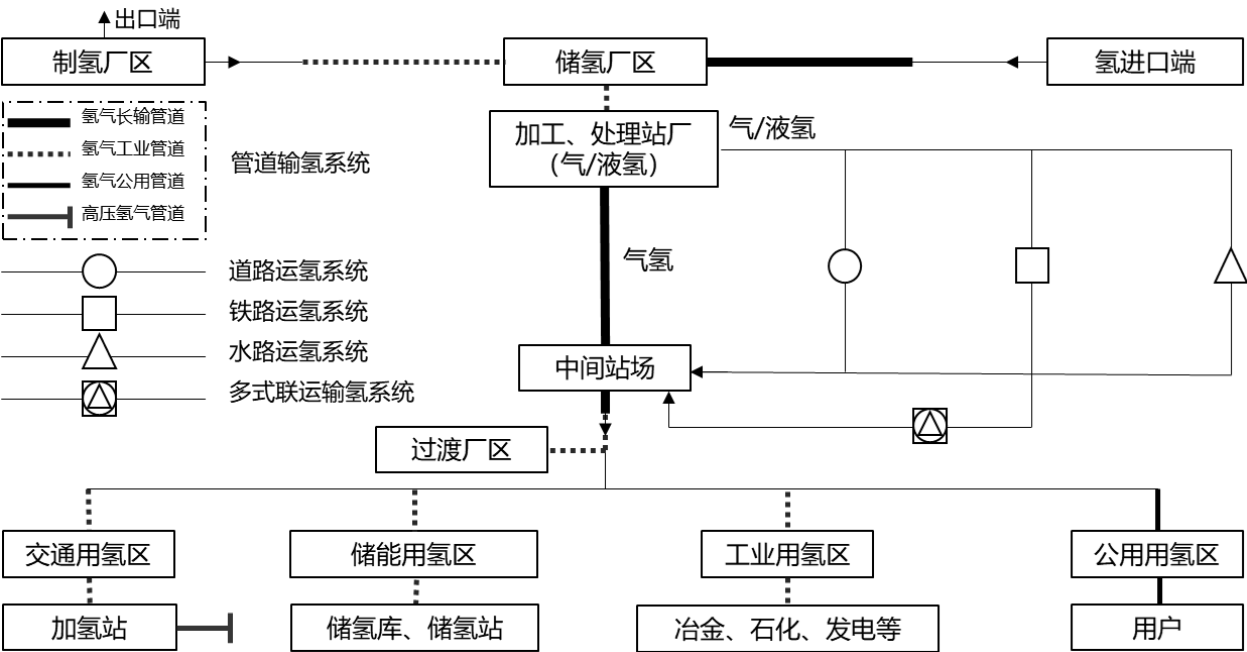 出口端
制氢厂区
储氢厂区
氢进口端
氢气长输管道
氢气工业管道
氢气公用管道
高压氢气管道
管道输氢系统
加工、处理站厂
（气/液氢）
气/液氢
气氢
道路运氢系统
铁路运氢系统
水路运氢系统
多式联运输氢系统
中间站场
过渡厂区
交通用氢区
储能用氢区
工业用氢区
公用用氢区
加氢站
储氢库、储氢站
冶金、石化、发电等
用户